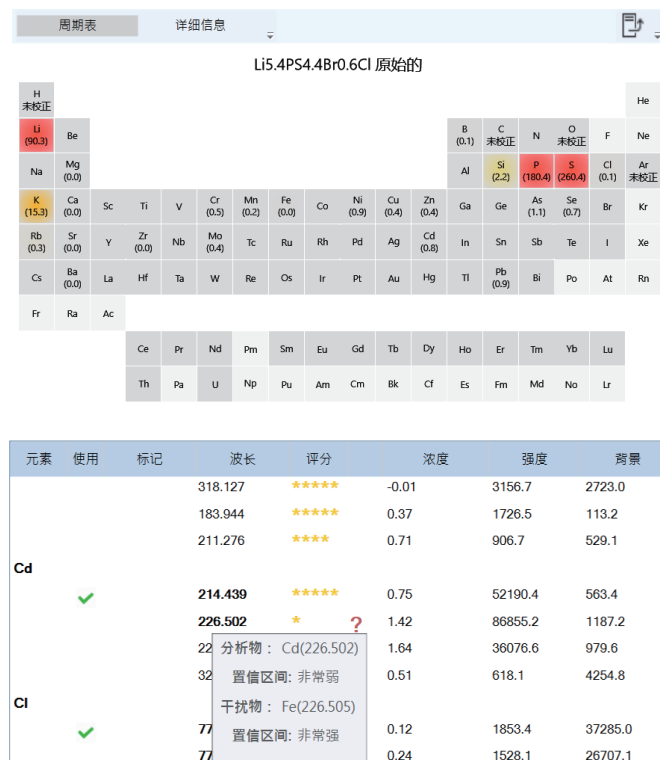 周期表 详细信息
Li5.4PS4.4Br0.6Cl 原始的
H He
未校正
Li Be B C N O F Ne
(90.3) (0.1) 未校正 未校正
Na Mg Al Si P S Cl Ar
(0.0) (2.2) (180.4) (260.4) (0.1) 未校正
K Ca Sc Ti V Cr Mn Fe Co Ni Cu Zn Ga Ge As Se Br Kr
(15.3) (0.0) (0.5) (0.2) (0.0) (0.9) (0.4) (0.4) (1.1) (0.7)
Rb Sr Y Zr Nb Mo Tc Ru Rh Pd Ag Cd In Sn Sb Te I Xe
(0.3) (0.0) (0.0) (0.4) (0.8)
Cs Ba La Hf Ta W Re Os Ir Pt Au Hg Tl Pb Bi Po At Rn
(0.0) (0.9)
Fr Ra Ac
Ce Pr Nd Pm Sm Eu Gd Tb Dy Ho Er Tm Yb Lu
Th Pa U Np Pu Am Cm Bk Cf Es Fm Md No Lr
元素 使用 标记 波长 评分 浓度 强度 背景
318.127 ***** -0.01 3156.7 2723.0
183.944 ***** 0.37 1726.5 113.2
211.276 **** 0.71 906.7 529.1
Cd
214.439 ***** 0.75 52190.4 563.4
226.502 * ? 1.42 86855.2 1187.2
22 分析物： Cd(226.502) 1.64 36076.6 979.6
32 置信区间: 非常弱 0.51 618.1 4254.8
Cl 干扰物： Fe(226.505)
77 置信区间: 非常强 0.12 1853.4 37285.0
77 0.24 1528.1 26707.1